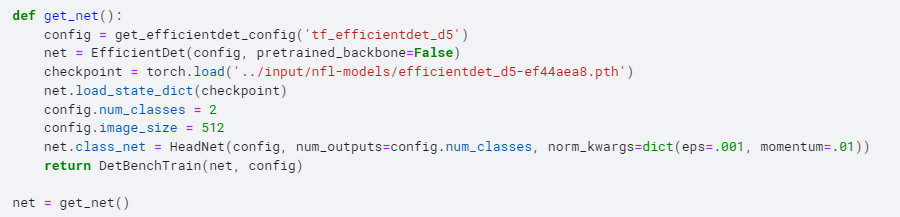 def get_net():
    config = get_efficientdet_config('tf_efficientdet_d5')
    net = EfficientDet(config, pretrained_backbone=False)
    checkpoint = torch.load('../input/nfl-models/efficientdet_d5-ef44aea8.pth')
    net.load_state_dict(checkpoint)
    config.num_classes = 2
    config.image_size = 512
    net.class_net = HeadNet(config, num_outputs=config.num_classes, norm_kwargs=dict(eps=.001, momentum=.01))
    return DetBenchTrain(net, config)

net = get_net()